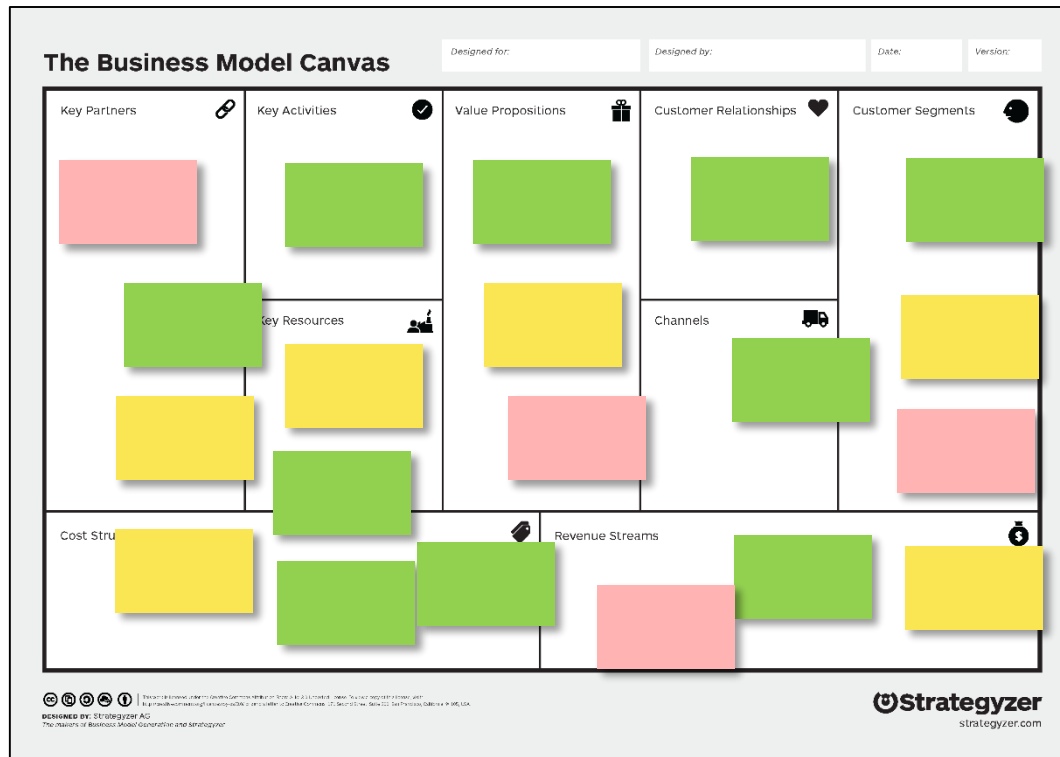 The Business Model Canvas
Designed for:
Designed by:
Date:
Version:
Key Partners
Key Activities
Value Propositions
Customer Relationships
Customer Segments
Key Resources
Channels
Cost Stru
Revenue Streams
DESIGNED BY: Strategyzer AG
The makers of Business Model Generation and Strategyzer
Strategyzer
strategyzer.com